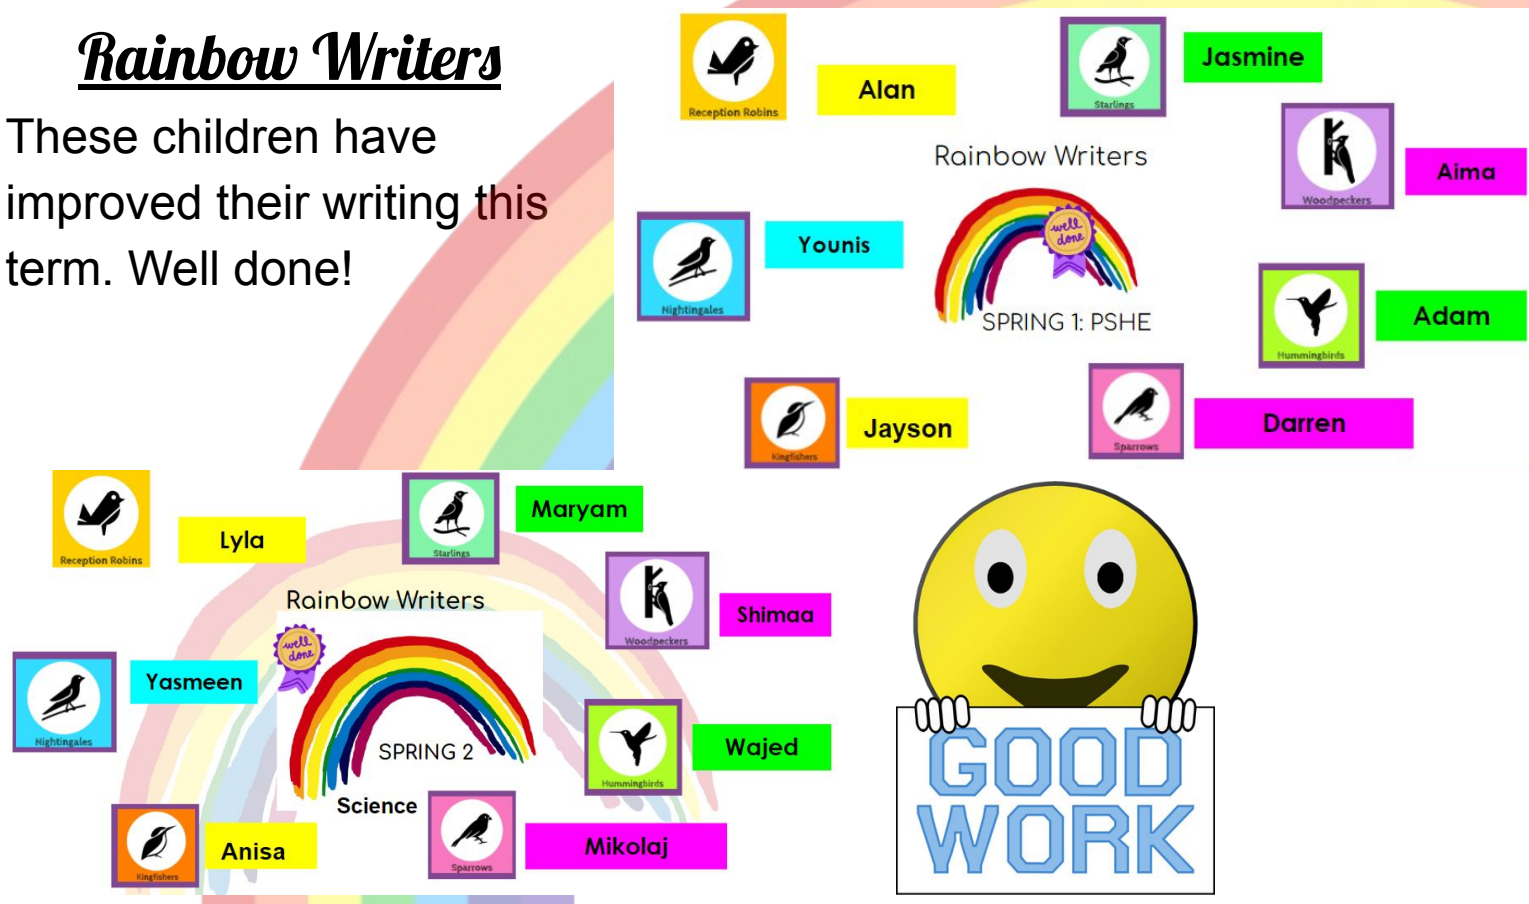 Rainbow Writers
These children have
improved their writing this
term. Well done!
Reception Robins
Alan
Starlings
Jasmine
Woodpeckers
Aima
Rainbow Writers
well
done
SPRING 1: PSHE
Nightingales
Younis
Hummingbirds
Adam
Kingfishers
Jayson
Sparrows
Darren
Reception Robins
Lyla
Starlings
Maryam
Woodpeckers
Shimaa
Rainbow Writers
well
done
SPRING 2
Science
Nightingales
Yasmeen
Hummingbirds
Wajed
Kingfishers
Anisa
Sparrows
Mikolaj
GOOD
WORK